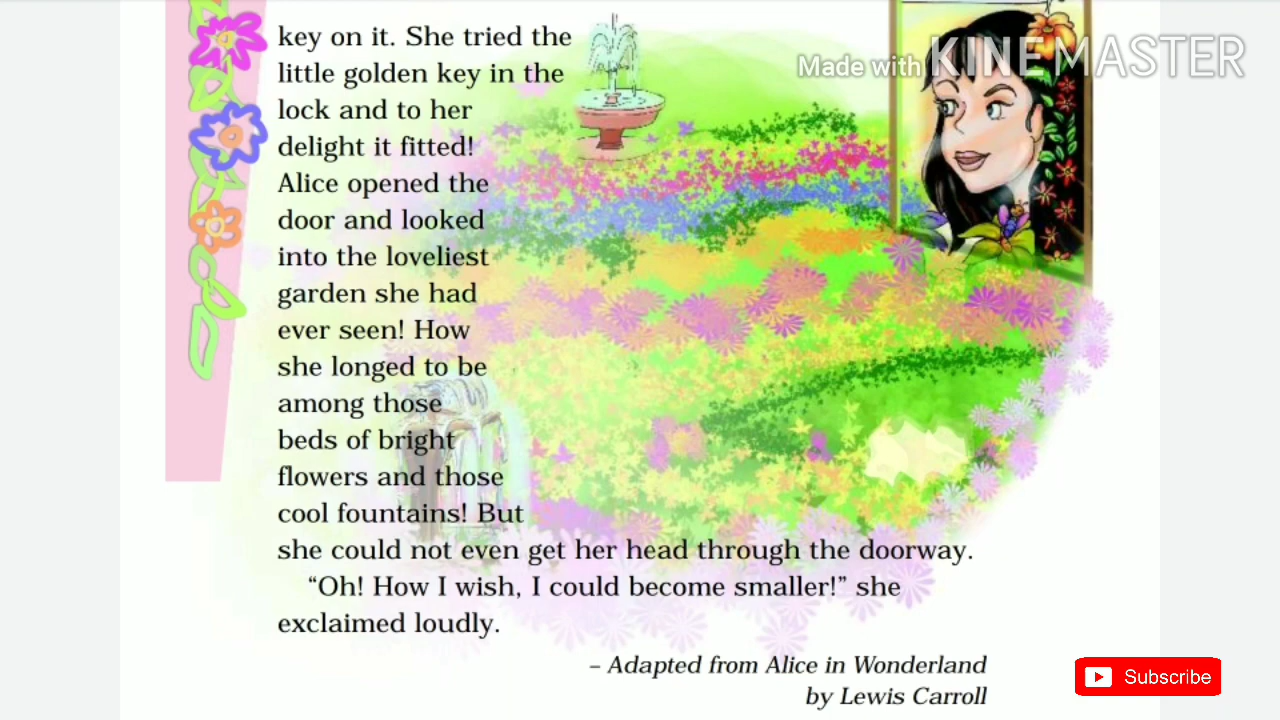 Made with KINEMASTER
key on it. She tried the
little golden key in the
lock and to her
delight it fitted!
Alice opened the
door and looked
into the loveliest
garden she had
ever seen! How
she longed to be
among those
beds of bright
flowers and those
cool fountains! But
she could not even get her head through the doorway.
“Oh! How I wish, I could become smaller!” she
exclaimed loudly.
– Adapted from Alice in Wonderland
by Lewis Carroll
Subscribe